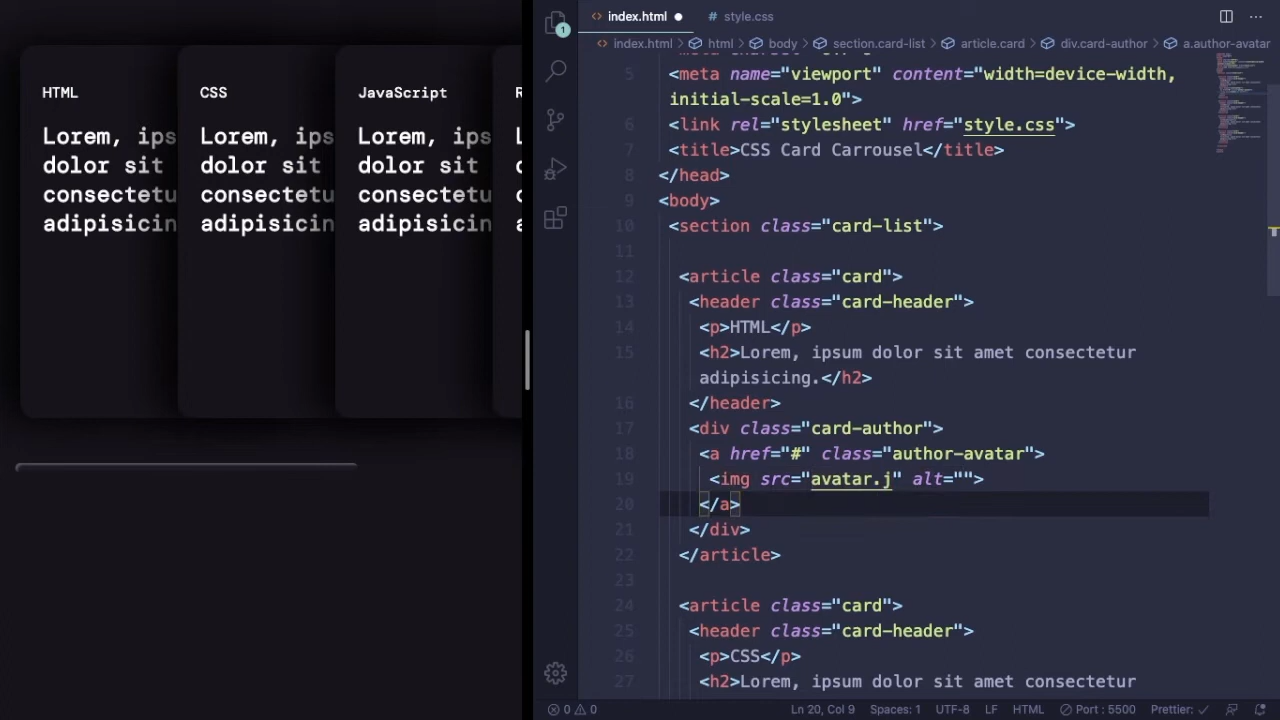 HTML
Lorem, ips
dolor sit
consectetu
adipisicin
CSS
Lorem, ips
dolor sit
consectetu
adipisicin
JavaScript
Lorem, ips
dolor sit
consectetu
adipisicin
1
index.html
style.css
index.html > html > body > section.card-list > article.card > div.card-author > a.author-avatar
5 <meta name="viewport" content="width=device-width,
initial-scale=1.0">
6 <link rel="stylesheet" href="style.css">
7 <title>CSS Card Carrousel</title>
8 </head>
9 <body>
10 <section class="card-list">
11
12 <article class="card">
13 <header class="card-header">
14 <p>HTML</p>
15 <h2>Lorem, ipsum dolor sit amet consectetur
adipisicing.</h2>
16 </header>
17 <div class="card-author">
18 <a href="#" class="author-avatar">
19 <img src="avatar.j" alt="">
20 </a>
21 </div>
22 </article>
23
24 <article class="card">
25 <header class="card-header">
26 <p>CSS</p>
27 <h2>Lorem, ipsum dolor sit amet consectetur
0 0 Ln 20, Col 9 Spaces: 1 UTF-8 LF HTML Port : 5500 Prettier: ✓